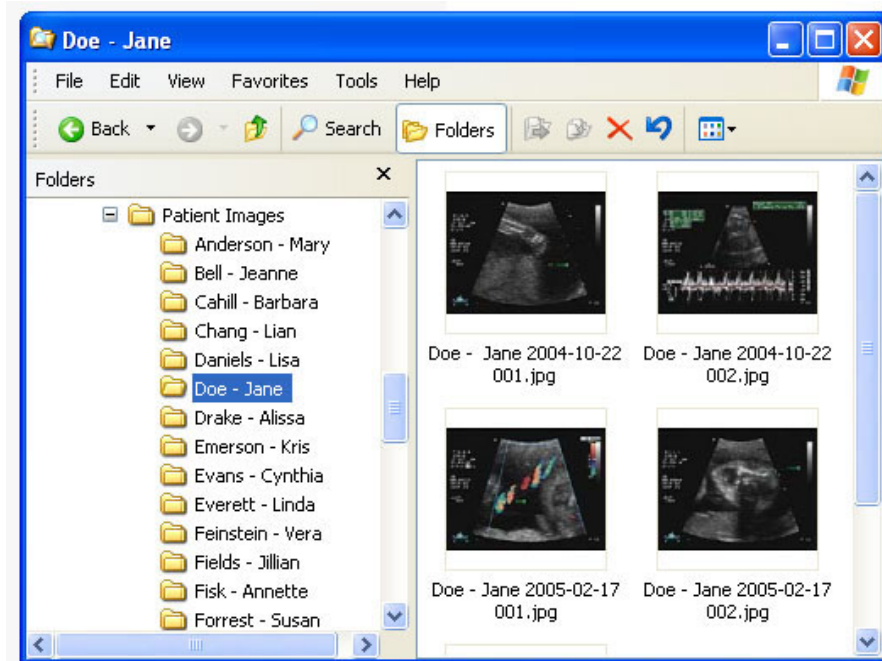 Doe - Jane
File Edit View Favorites Tools Help
Back Search Folders
Folders
Patient Images
Anderson - Mary
Bell - Jeanne
Cahill - Barbara
Chang - Lian
Daniels - Lisa
Doe - Jane
Drake - Alissa
Emerson - Kris
Evans - Cynthia
Everett - Linda
Feinstein - Vera
Fields - Jillian
Fisk - Annette
Forrest - Susan
Doe - Jane 2004-10-22
001.jpg
Doe - Jane 2004-10-22
002.jpg
Doe - Jane 2005-02-17
001.jpg
Doe - Jane 2005-02-17
002.jpg